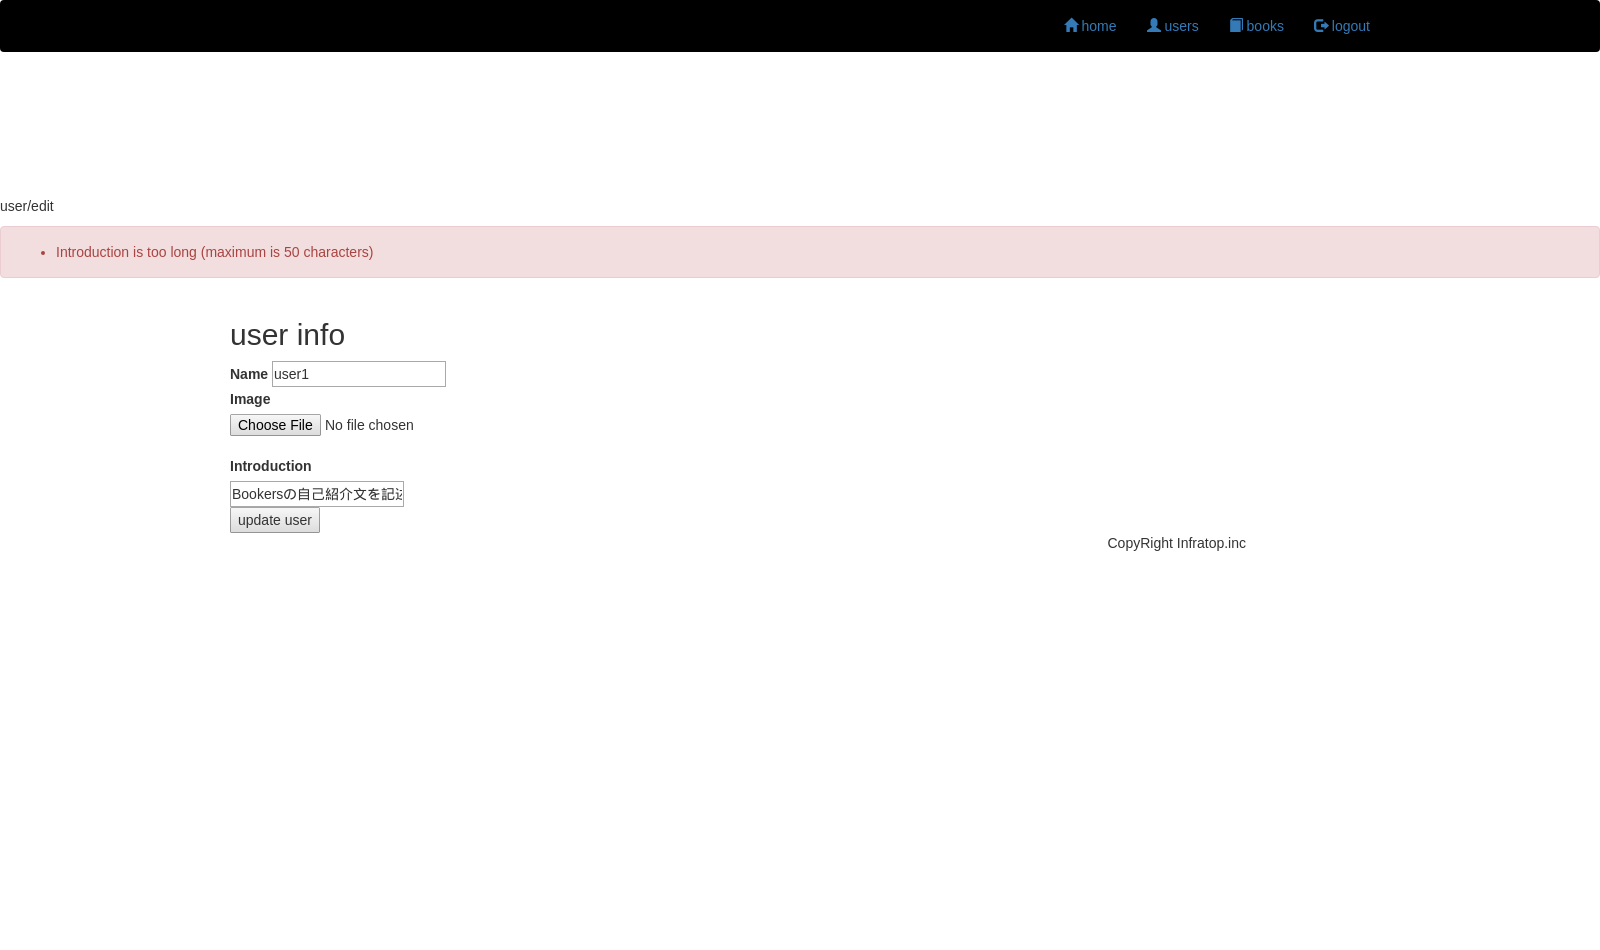 home users books logout
user/edit
Introduction is too long (maximum is 50 characters)
user info
Name user1
Image
Choose File No file chosen
Introduction
Bookersの自己紹介文を記
update user
CopyRight Infratop.inc